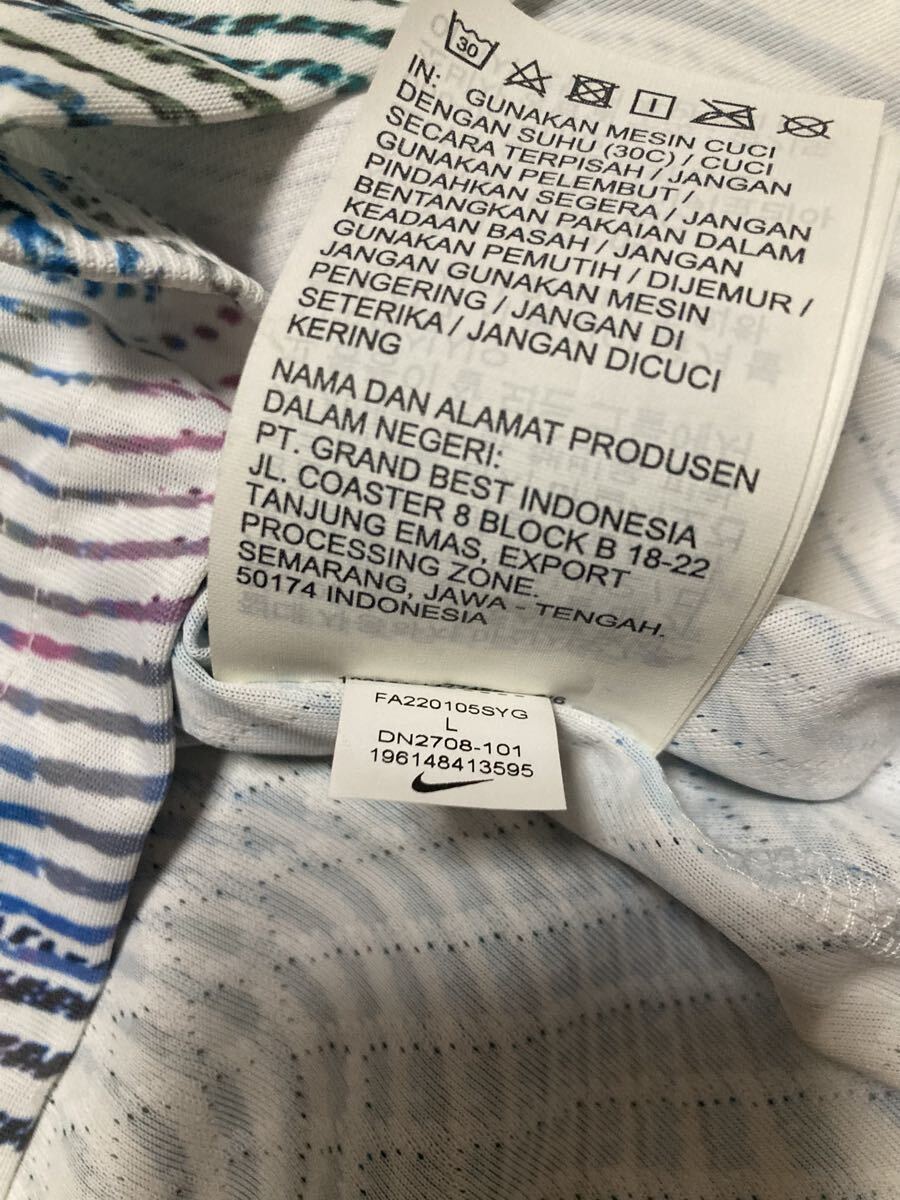 30
IN: GUNAKAN MESIN CUCI
DENGAN SUHU (30C) / CUCI
SECARA TERPISAH / JANGAN
GUNAKAN PELEMBUT /
PINDAHKAN SEGERA / JANGAN
BENTANGKAN PAKAIAN DALAM
KEADAAN BASAH / JANGAN
GUNAKAN PEMUTIH / DIJEMUR /
JANGAN GUNAKAN MESIN
PENGERING / JANGAN DI
SETERIKA / JANGAN DICUCI
KERING
NAMA DAN ALAMAT PRODUSEN
DALAM NEGERI:
PT. GRAND BEST INDONESIA
JL. COASTER 8 BLOCK B 18-22
TANJUNG EMAS, EXPORT
PROCESSING ZONE.
SEMARANG, JAWA - TENGAH.
50174 INDONESIA
FA220105SYG
L
DN2708-101
196148413595